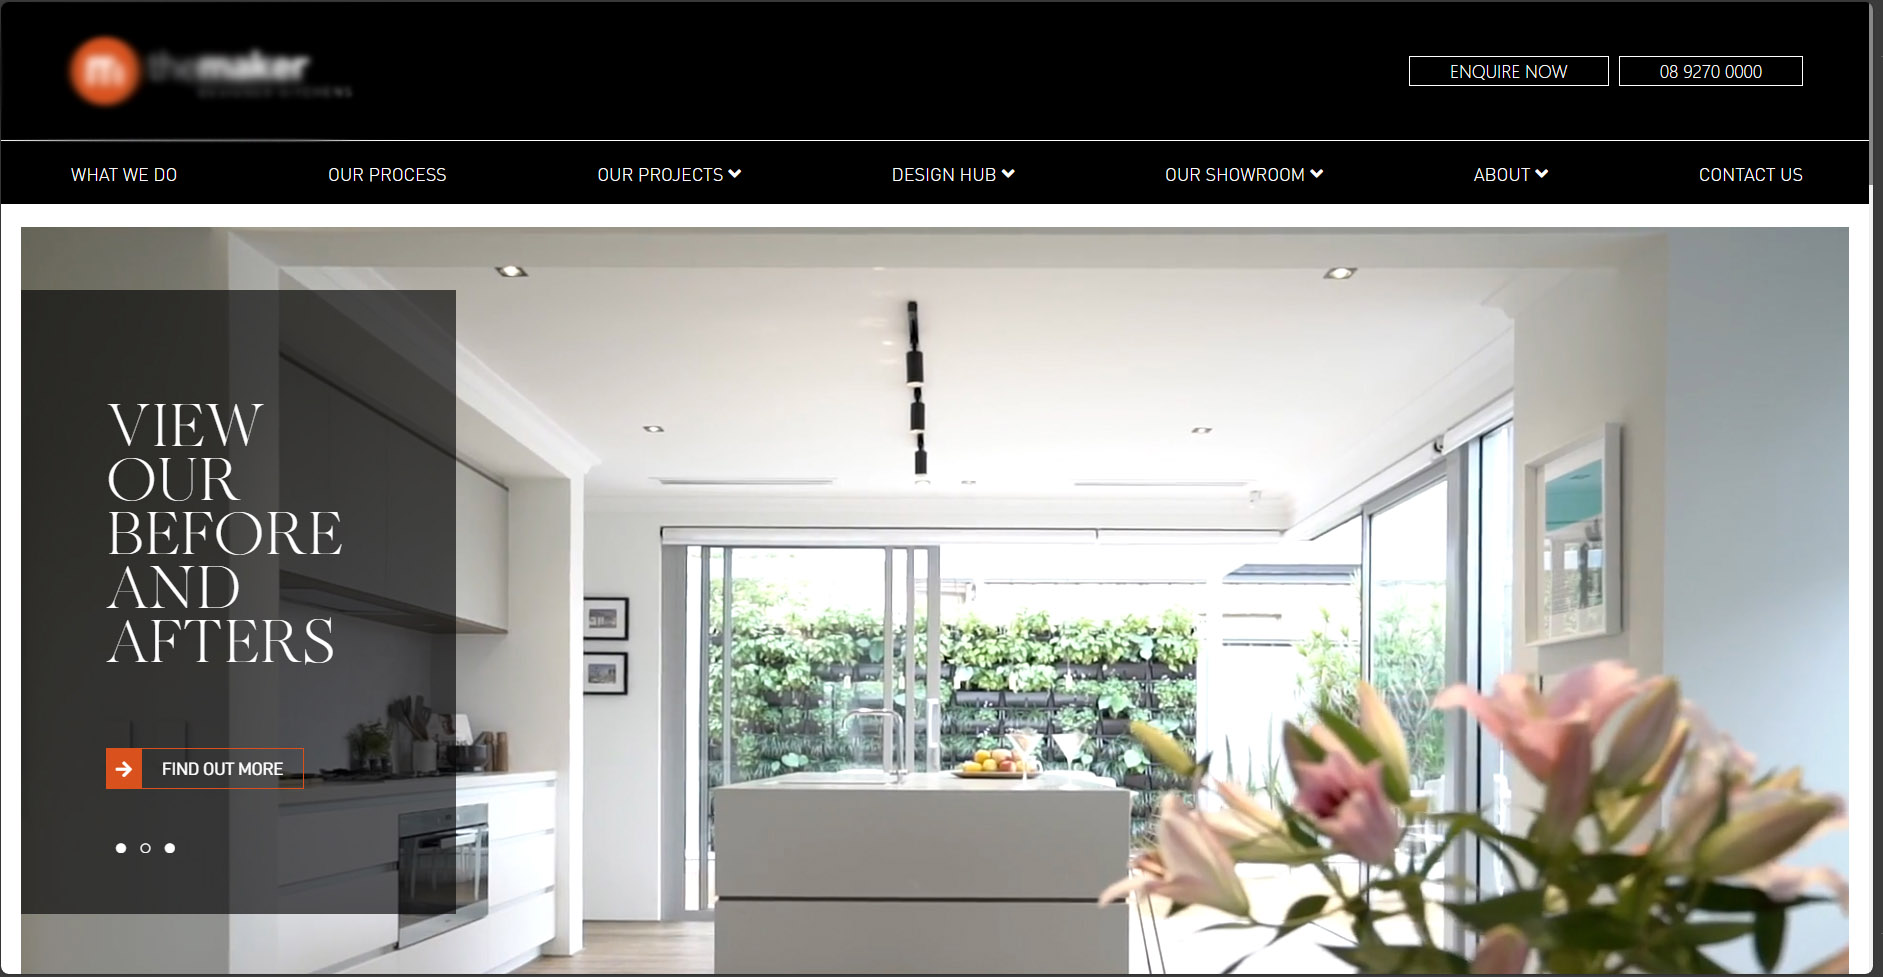 themaker
ENQUIRE NOW
08 9270 0000
WHAT WE DO
OUR PROCESS
OUR PROJECTS
DESIGN HUB
OUR SHOWROOM
ABOUT
CONTACT US
VIEW
OUR
BEFORE
AND
AFTERS
FIND OUT MORE